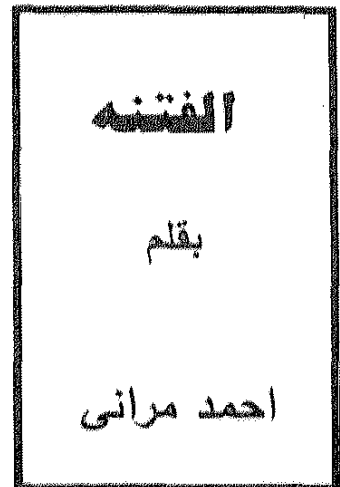 الفتنه
بقلم
احمد مرانى